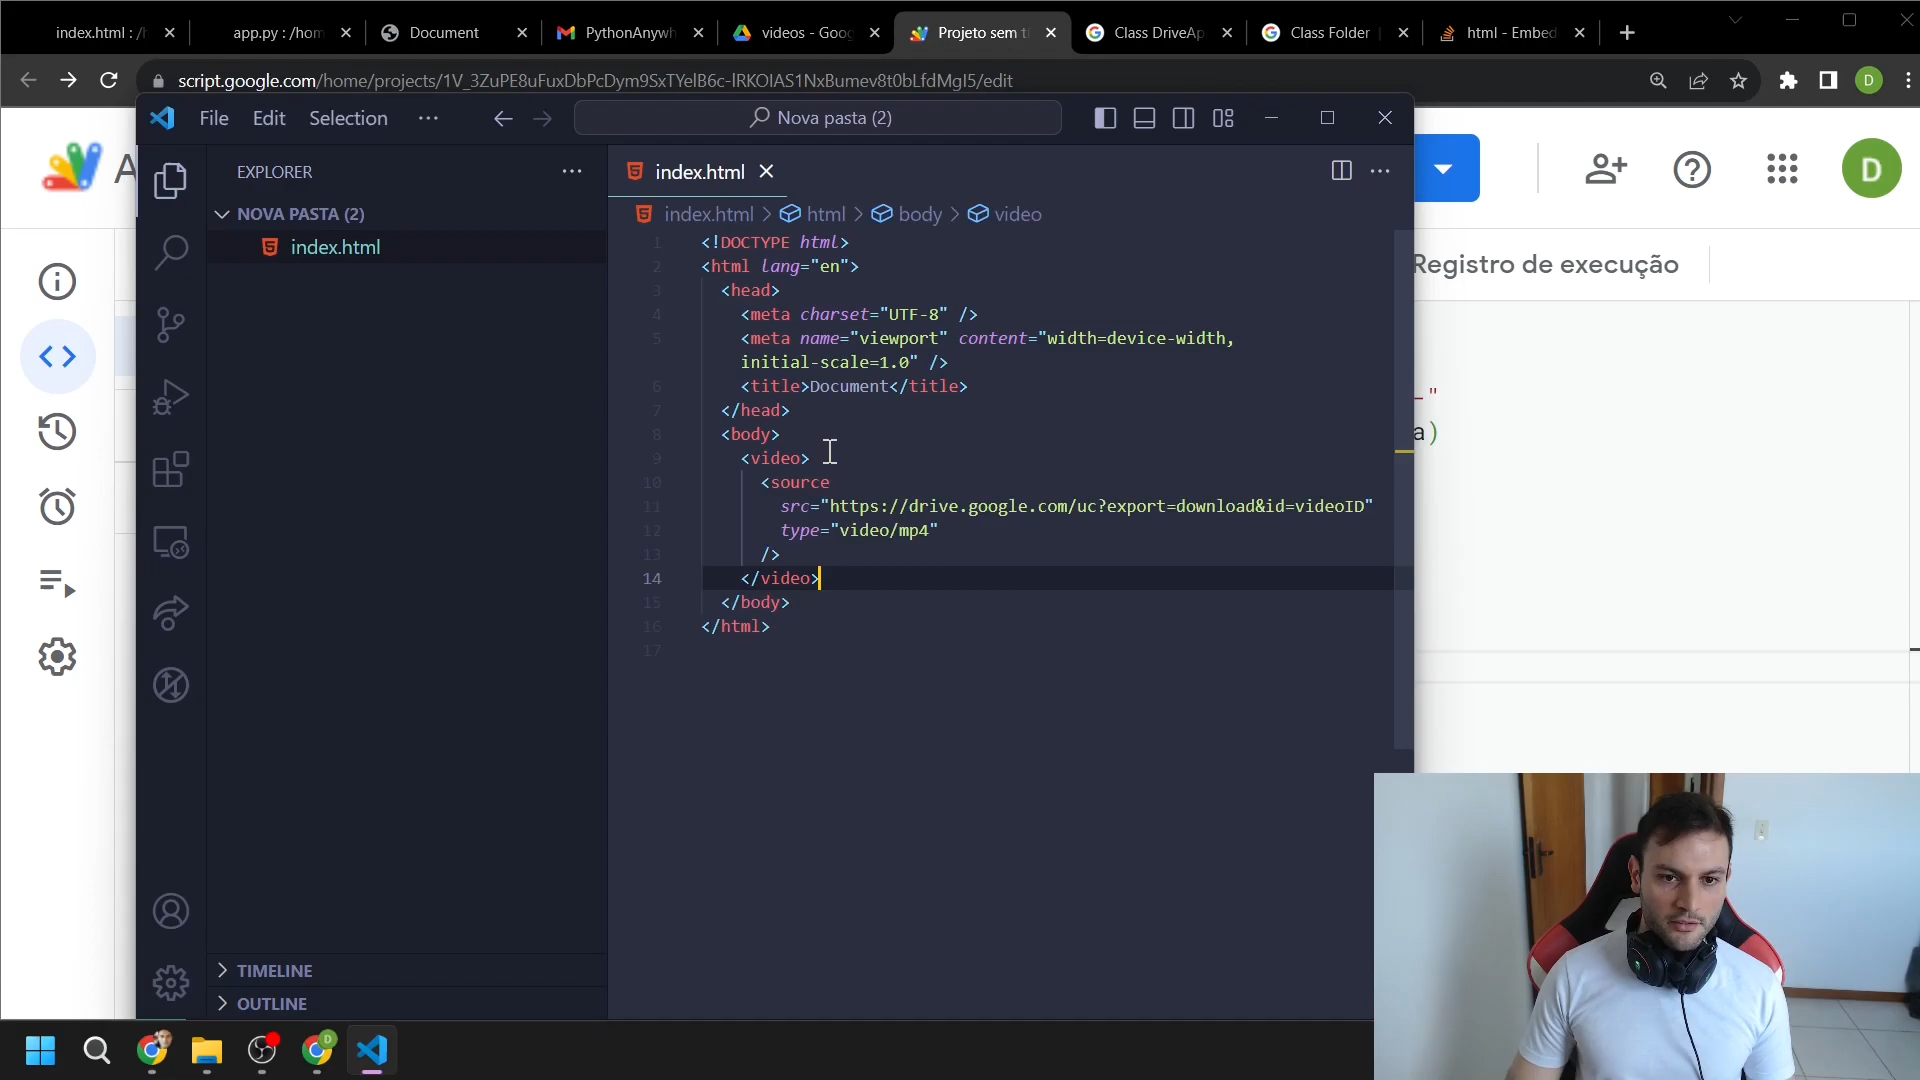 index.html : /h
app.py : /hom
Document
PythonAnywh
videos - Goog
Projeto sem t
Class DriveAp
Class Folder
html - Embed
script.google.com/home/projects/1V_3ZuPE8uFuxDbPcDym9SxTYelB6c-lRKOIAS1NxBumev8t0bLfdMgI5/edit
D
File
Edit
Selection
Nova pasta (2)
A
D
EXPLORER
index.html
NOVA PASTA (2)
index.html > html > body > video
index.html
1 <!DOCTYPE html>
2 <html lang="en">
3 <head>
4 <meta charset="UTF-8" />
5 <meta name="viewport" content="width=device-width,
initial-scale=1.0" />
6 <title>Document</title>
7 </head>
8 <body>
9 <video>
10 <source
11 src="https://drive.google.com/uc?export=download&id=videoID"
12 type="video/mp4"
13 />
14 </video>
15 </body>
16 </html>
17
Registro de execução
-"
a)
TIMELINE
OUTLINE
D